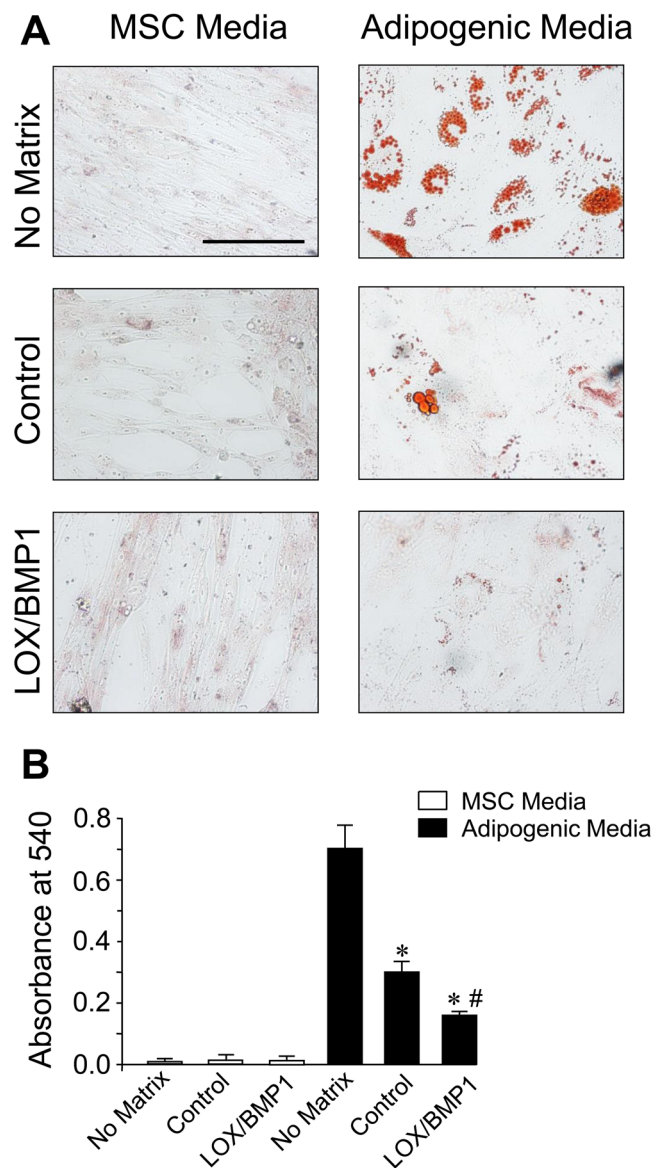 A
MSC Media
Adipogenic Media
No Matrix
Control
LOX/BMP1
B
MSC Media
Adipogenic Media
Absorbance at 540
0.8
0.6
0.4
0.2
0.0
*
* #
No Matrix
Control
LOX/BMP1
No Matrix
Control
LOX/BMP1